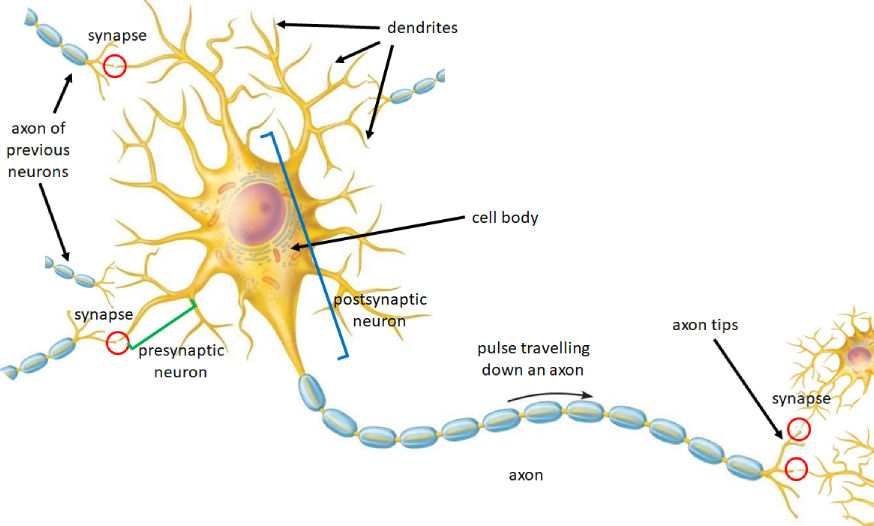 synapse
dendrites
axon of
previous
neurons
cell body
synapse
postsynaptic
neuron
presynaptic
neuron
axon tips
pulse travelling
down an axon
synapse
axon